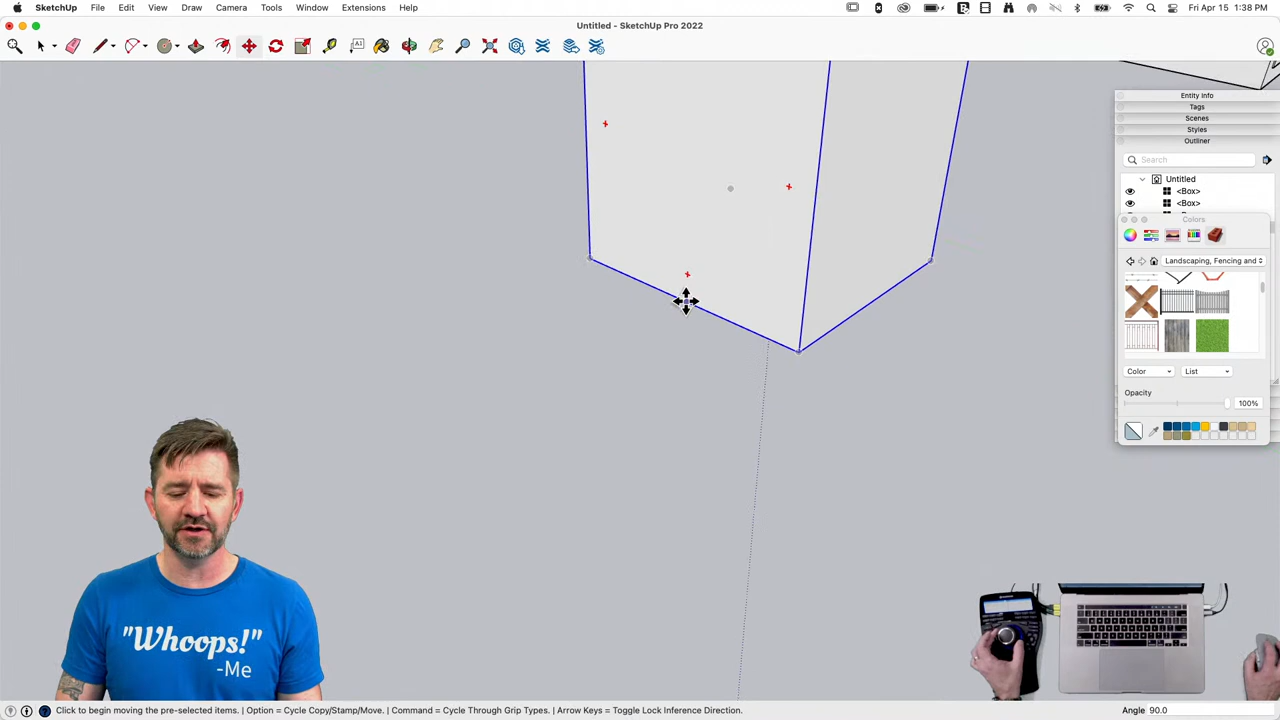 SketchUp File Edit View Draw Camera Tools Window Extensions Help Fri Apr 15 1:38 PM
Untitled - SketchUp Pro 2022
Entity Info
Tags
Scenes
Styles
Outliner
Search
Untitled
<Box>
<Box>
Colors
Landscaping, Fencing and
Color
List
Opacity
100%
"Whoops!"
-Me
Click to begin moving the pre-selected items. | Option = Cycle Copy/Stamp/Move. | Command = Cycle Through Grip Types. | Arrow Keys = Toggle Lock Inference Direction.
Angle 90.0